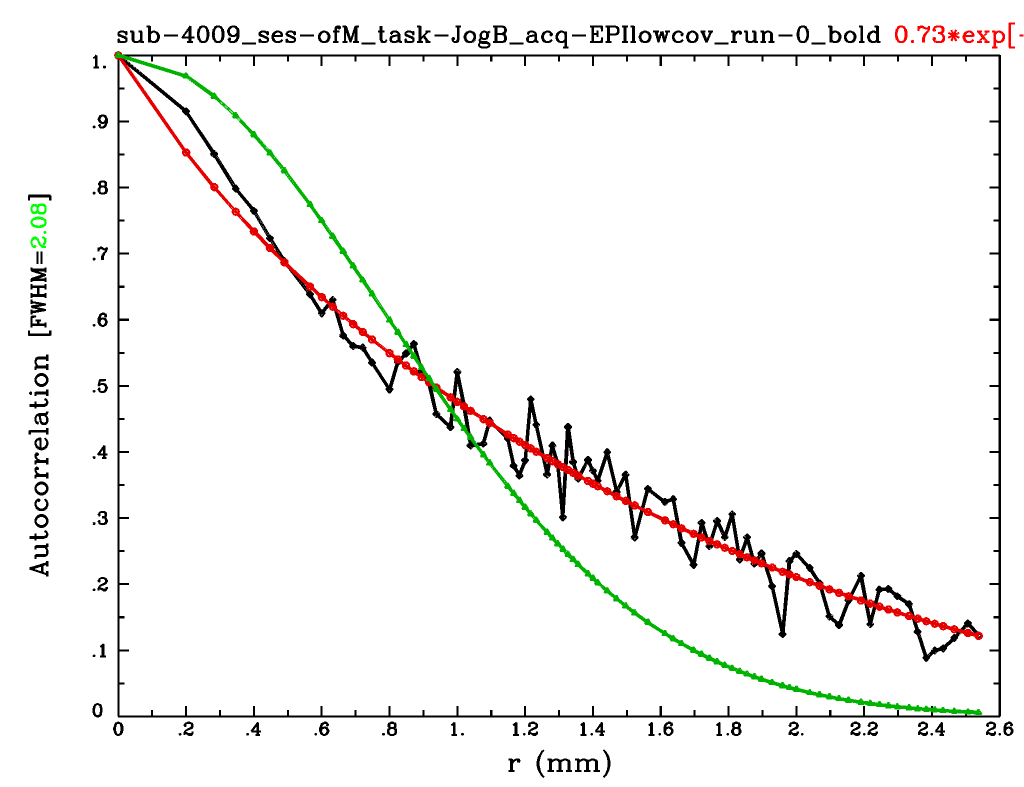 sub-4009_ses-ofM_task-JogB_acq-EPIlowcov_run-0_bold 0.73*exp[-
1.
.9
.8
.7
.6
.5
.4
.3
.2
.1
0
Autocorrelation [FWHM=2.08]
0 .2 .4 .6 .8 1. 1.2 1.4 1.6 1.8 2. 2.2 2.4 2.6
r (mm)